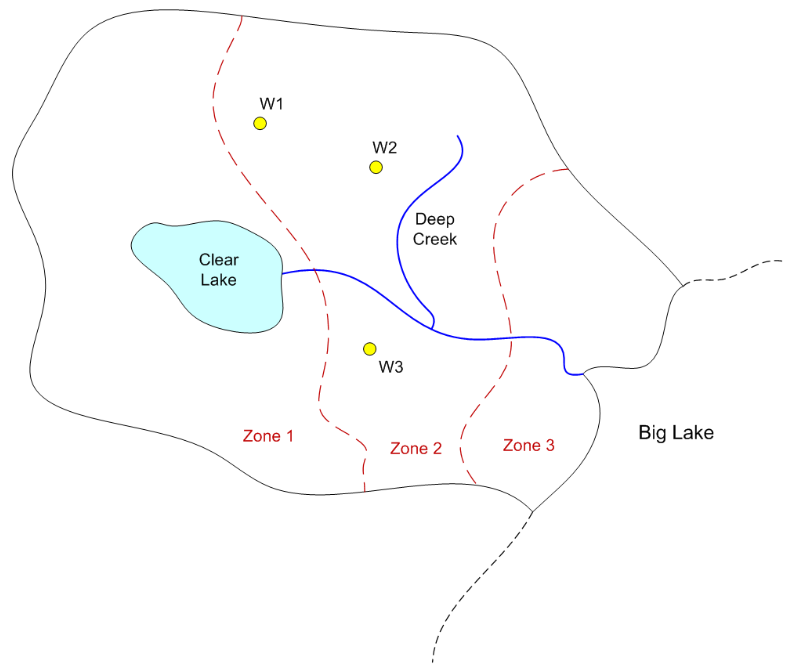 W1
W2
Deep
Creek
Clear
Lake
W3
Zone 1
Zone 2
Zone 3
Big Lake